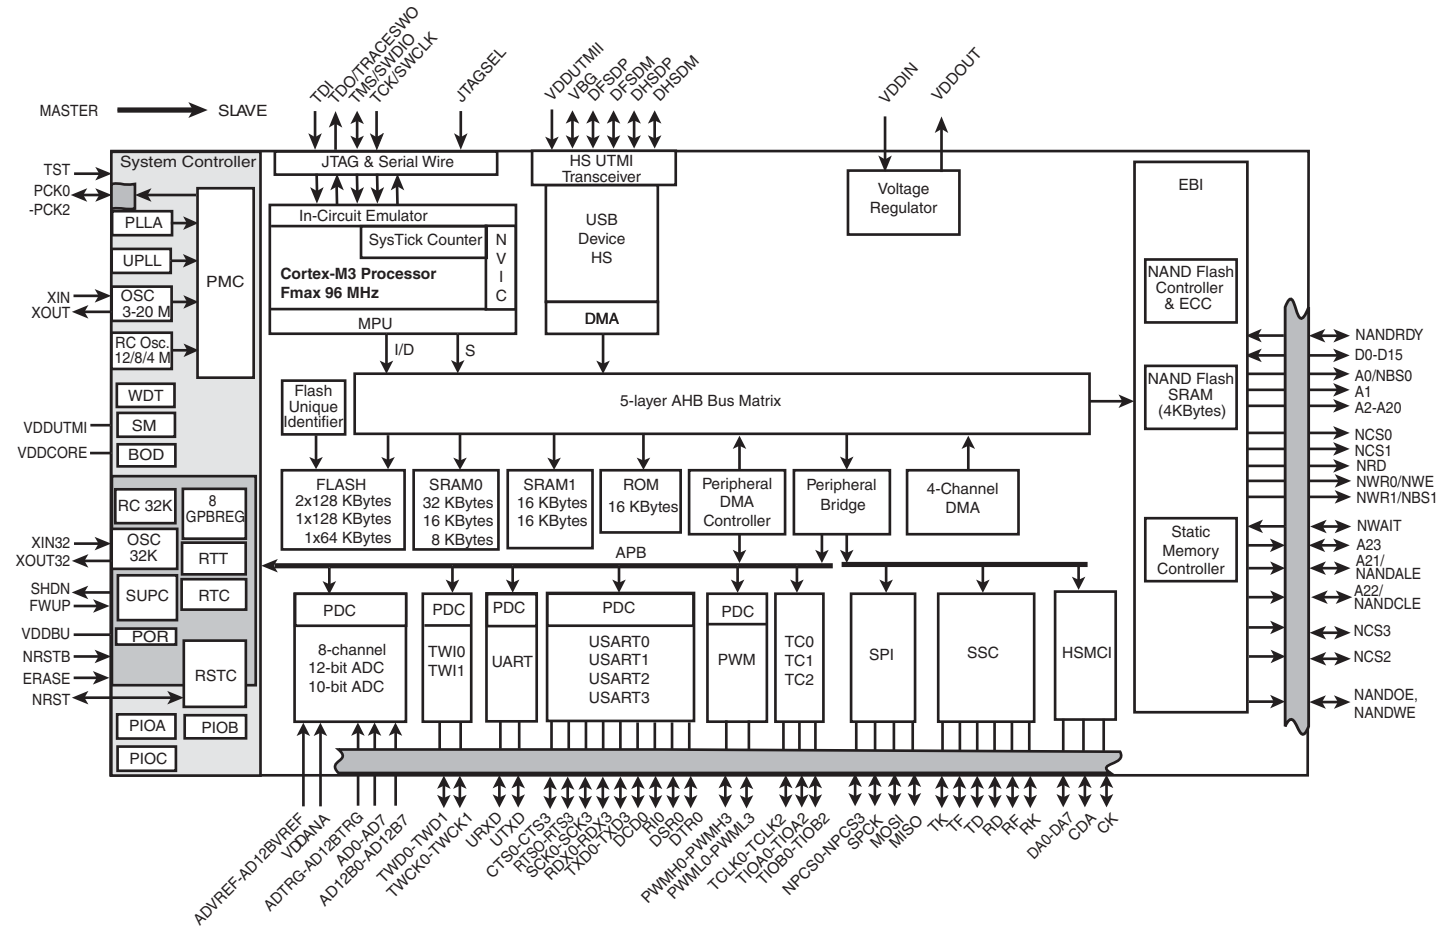 TDI
TDO/TRACESWO
TMS/SWDIO
TCK/SWCLK
JTAGSEL
VDDUTMII
VBG
DFSDP
DFSDM
DHSDP
DHSDM
VDDIN
VDDOUT
MASTER
SLAVE
System Controller
TST
PCK0
-PCK2
PLLA
UPLL
XIN
XOUT
OSC
3-20 M
RC Osc.
12/8/4 M
PMC
WDT
SM
BOD
VDDUTMI
VDDCORE
RC 32K
8
GPBREG
OSC
32K
RTT
XIN32
XOUT32
SUPC
RTC
SHDN
FWUP
VDDBU
POR
NRSTB
ERASE
NRST
RSTC
PIOA
PIOB
PIOC
JTAG & Serial Wire
In-Circuit Emulator
SysTick Counter
N
V
I
C
Cortex-M3 Processor
Fmax 96 MHz
MPU
I/D
S
HS UTMI
Transceiver
USB
Device
HS
DMA
Voltage
Regulator
5-layer AHB Bus Matrix
Flash
Unique
Identifier
FLASH
2x128 KBytes
1x128 KBytes
1x64 KBytes
SRAM0
32 KBytes
16 KBytes
8 KBytes
SRAM1
16 KBytes
16 KBytes
ROM
16 KBytes
Peripheral
DMA
Controller
Peripheral
Bridge
4-Channel
DMA
APB
PDC
8-channel
12-bit ADC
10-bit ADC
PDC
TWI0
TWI1
PDC
UART
PDC
USART0
USART1
USART2
USART3
PDC
PWM
TC0
TC1
TC2
SPI
SSC
HSMCI
EBI
NAND Flash
Controller
& ECC
NAND Flash
SRAM
(4KBytes)
Static
Memory
Controller
NANDRDY
D0-D15
A0/NBS0
A1
A2-A20
NCS0
NCS1
NRD
NWR0/NWE
NWR1/NBS1
NWAIT
A23
A21/
NANDALE
A22/
NANDCLE
NCS3
NCS2
NANDOE,
NANDWE
ADVREF-AD12BVREF
VDDANA
ADTRG-AD12BTRG
AD0-AD7
AD12B0-AD12B7
TWD0-TWD1
TWCK0-TWCK1
URXD
UTXD
CTS0-CTS3
RTS0-RTS3
SCK0-SCK3
RDX0-RDX3
TXD0-TXD3
DCD0
RI0
DSR0
DTR0
PWMH0-PWMH3
PWML0-PWML3
TCLK0-TCLK2
TIOA0-TIOA2
TIOB0-TIOB2
NPCS0-NPCS3
SPCK
MOSI
MISO
TK
TF
TD
RD
RF
RK
DA0-DA7
CDA
CK